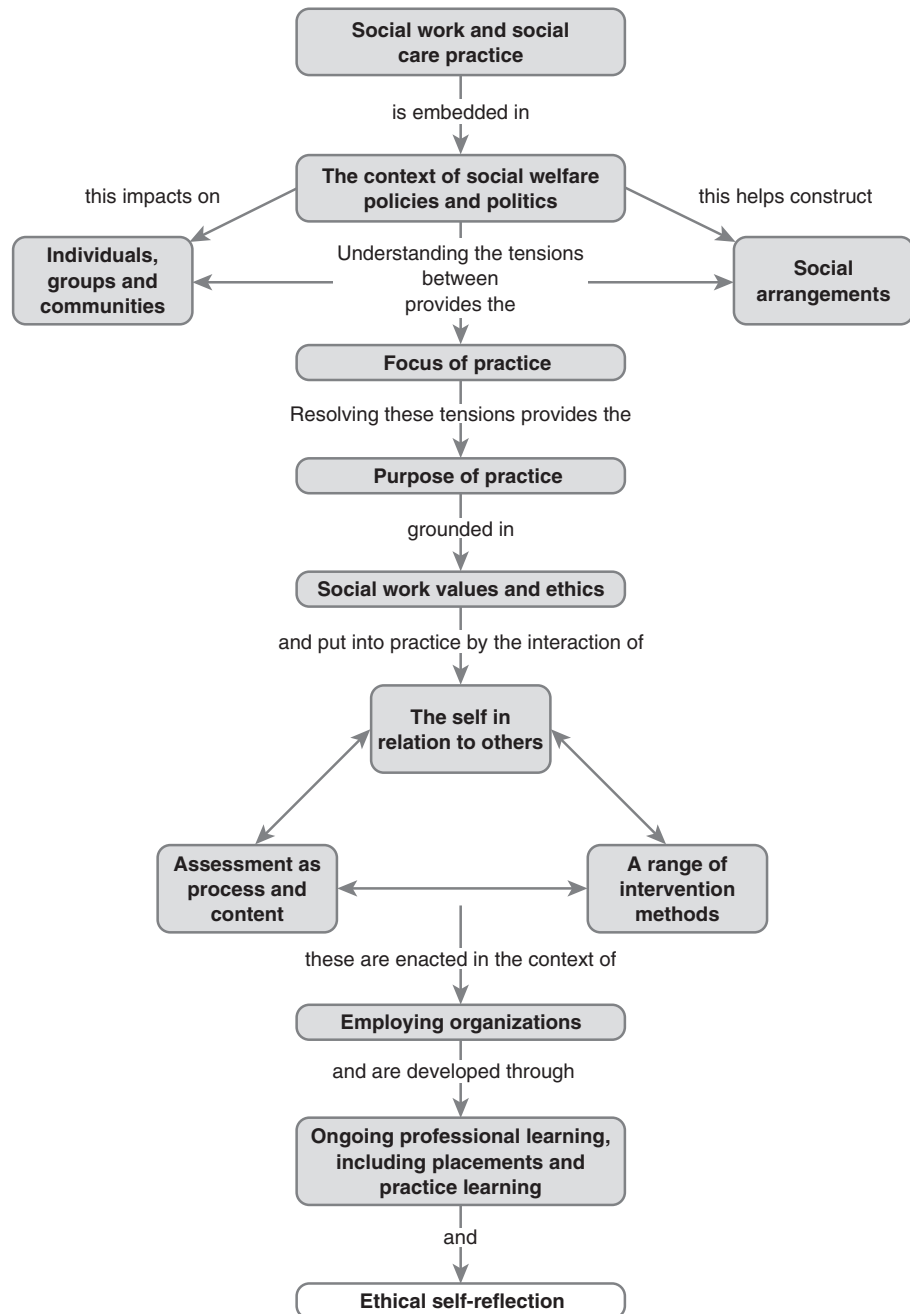 Social work and social
care practice
is embedded in
The context of social welfare
policies and politics
this impacts on
this helps construct
Individuals,
groups and
communities
Understanding the tensions
between
provides the
Social
arrangements
Focus of practice
Resolving these tensions provides the
Purpose of practice
grounded in
Social work values and ethics
and put into practice by the interaction of
The self in
relation to others
Assessment as
process and
content
A range of
intervention
methods
these are enacted in the context of
Employing organizations
and are developed through
Ongoing professional learning,
including placements and
practice learning
and
Ethical self-reflection